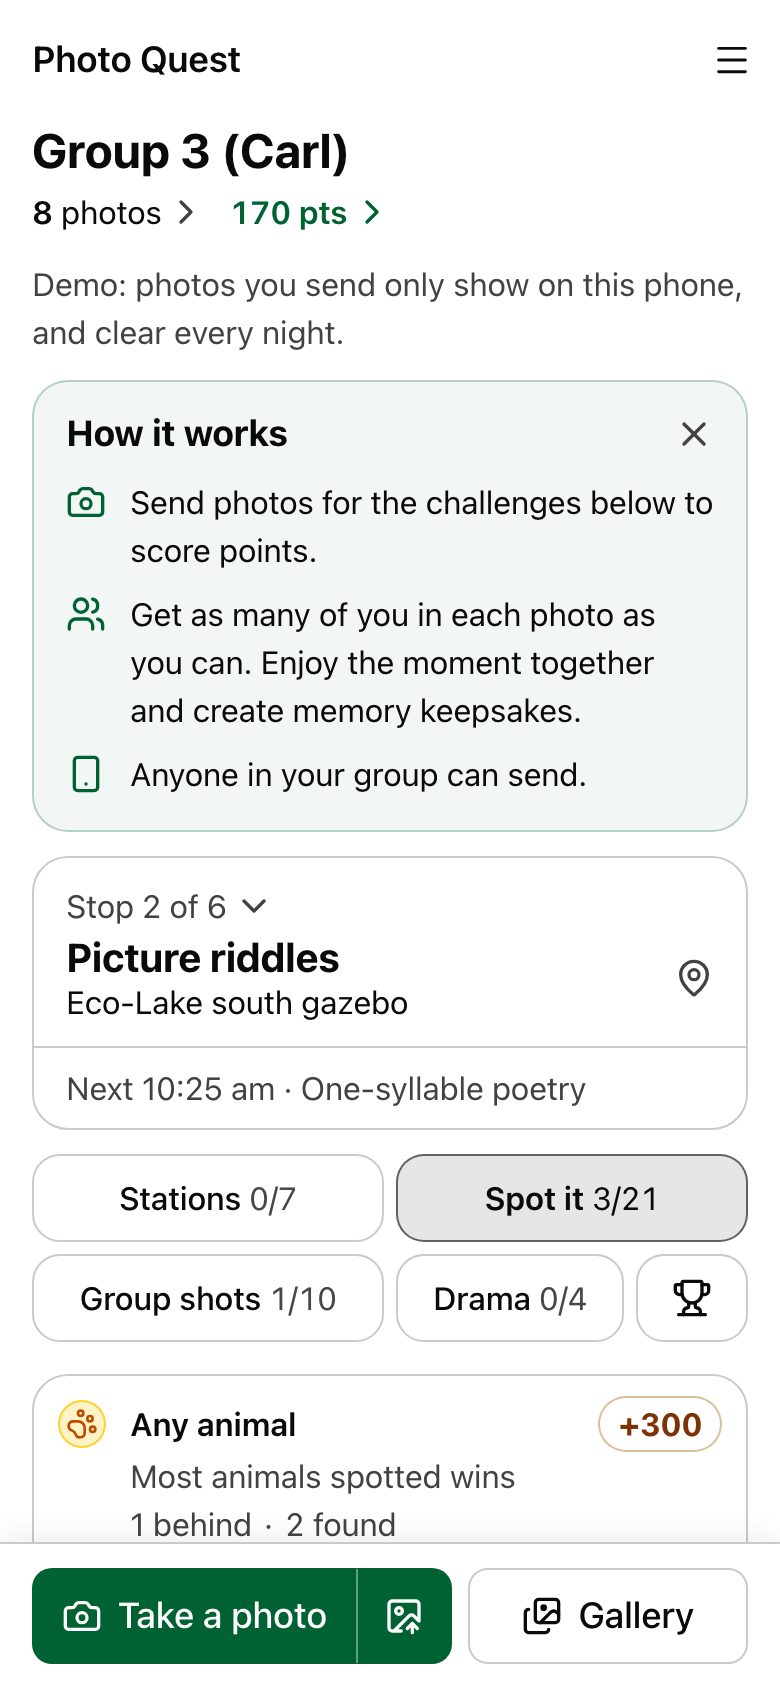 Photo Quest
Group 3 (Carl)
8 photos 170 pts
Demo: photos you send only show on this phone,
and clear every night.
How it works
Send photos for the challenges below to
score points.
Get as many of you in each photo as
you can. Enjoy the moment together
and create memory keepsakes.
Anyone in your group can send.
Stop 2 of 6
Picture riddles
Eco-Lake south gazebo
Next 10:25 am · One-syllable poetry
Stations 0/7
Spot it 3/21
Group shots 1/10
Drama 0/4
Any animal
+300
Most animals spotted wins
1 behind · 2 found
Take a photo
Gallery